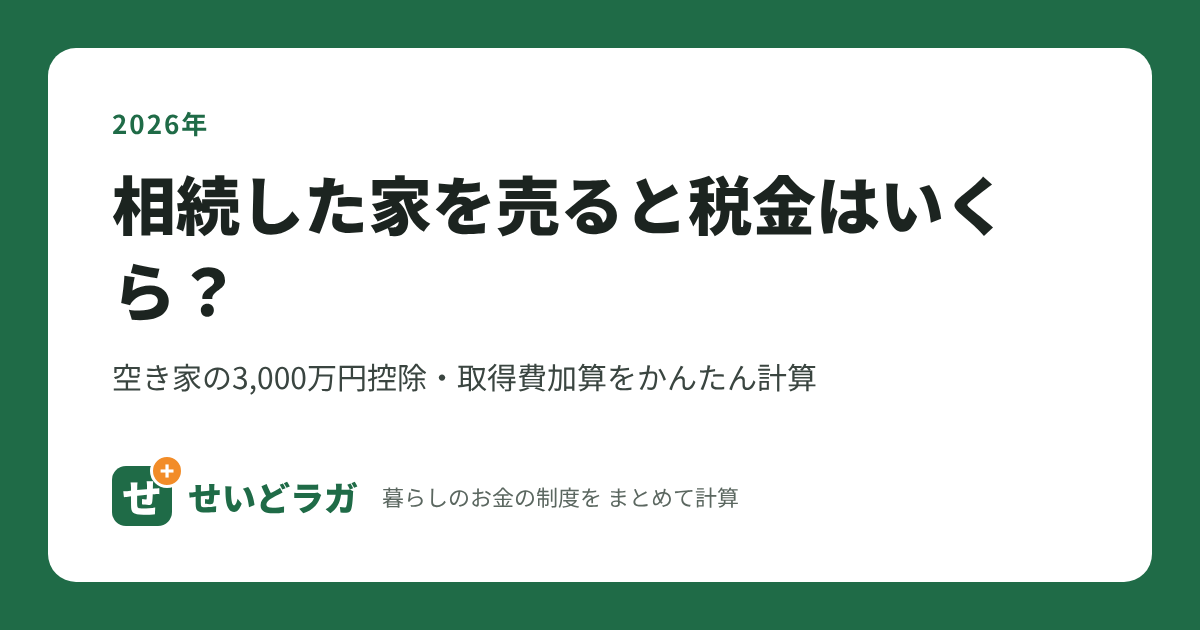 2026年
相続した家を売ると税金はいく
ら？
空き家の3,000万円控除・取得費加算をかんたん計算
せ+
せいどラガ 暮らしのお金の制度を まとめて計算